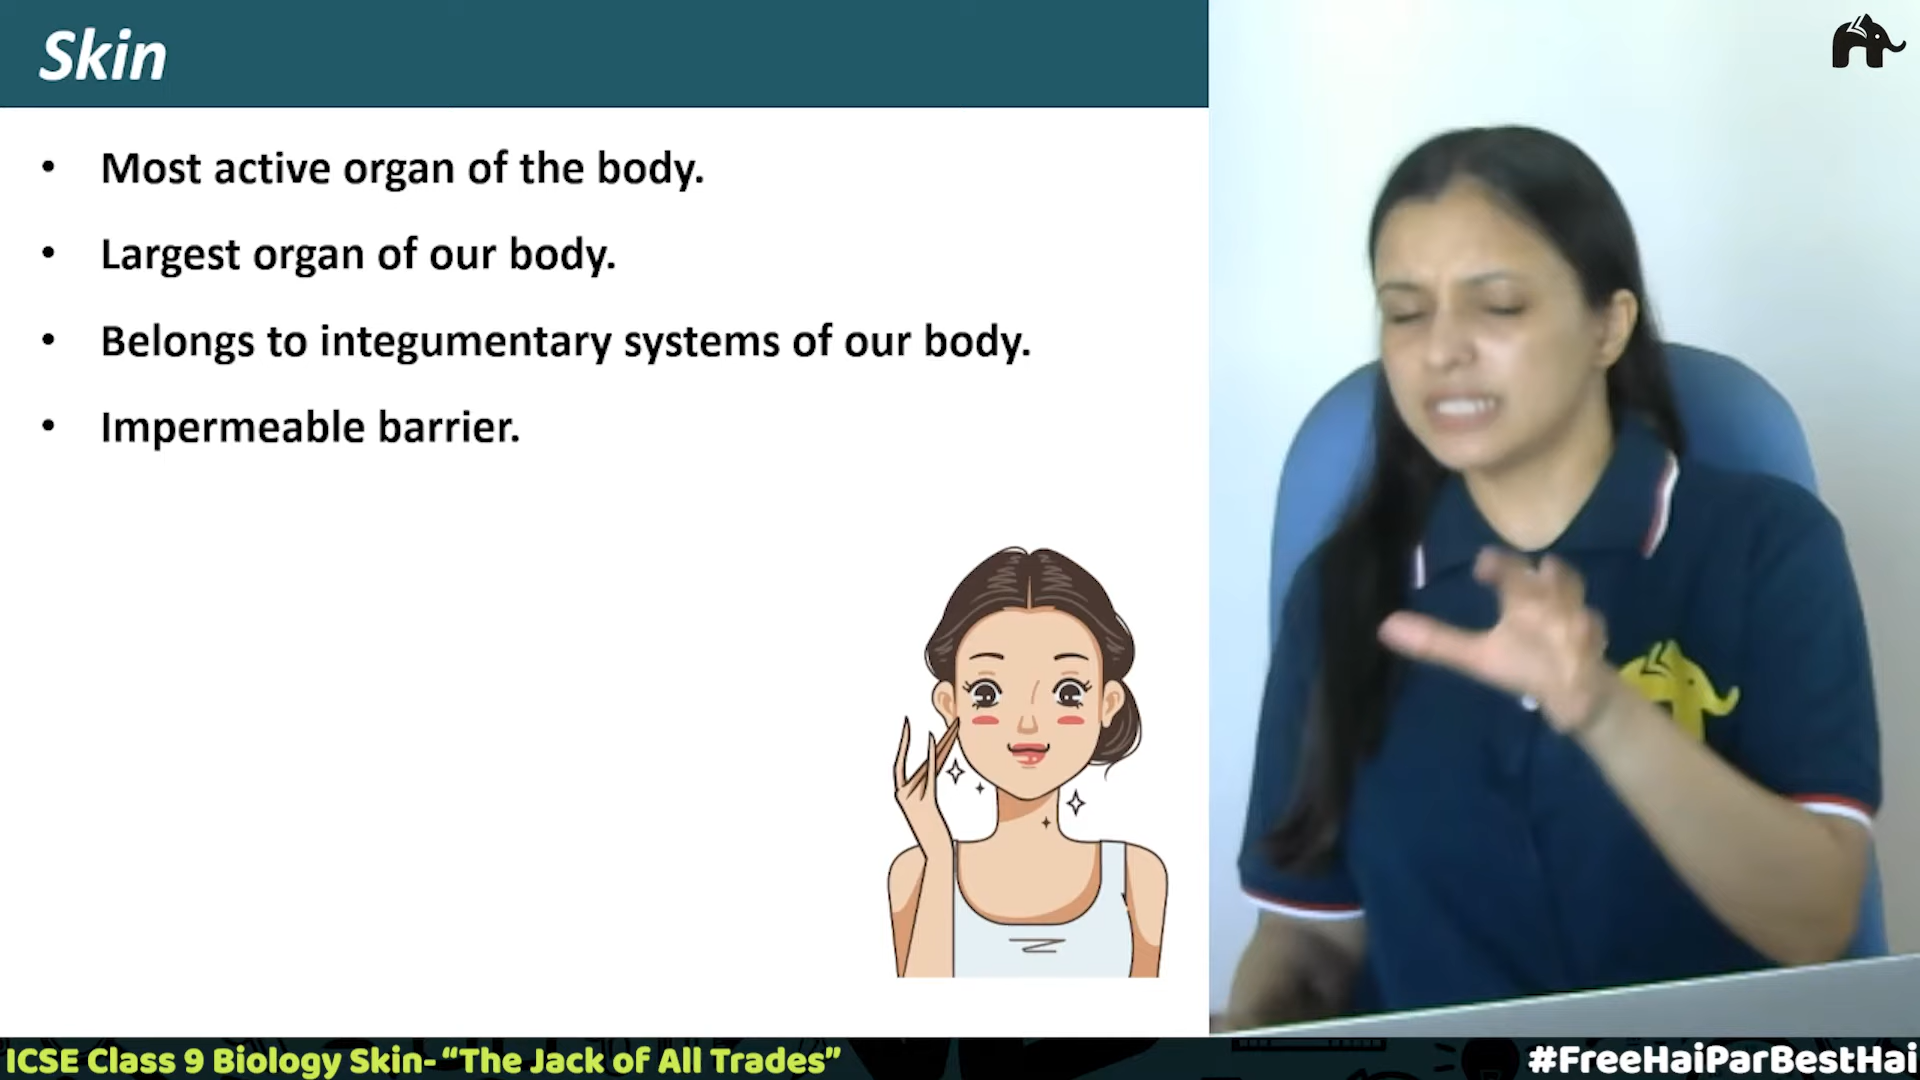 Skin
• Most active organ of the body.
• Largest organ of our body.
• Belongs to integumentary systems of our body.
• Impermeable barrier.
ICSE Class 9 Biology Skin- “The Jack of All Trades”
#FreeHaiParBestHai